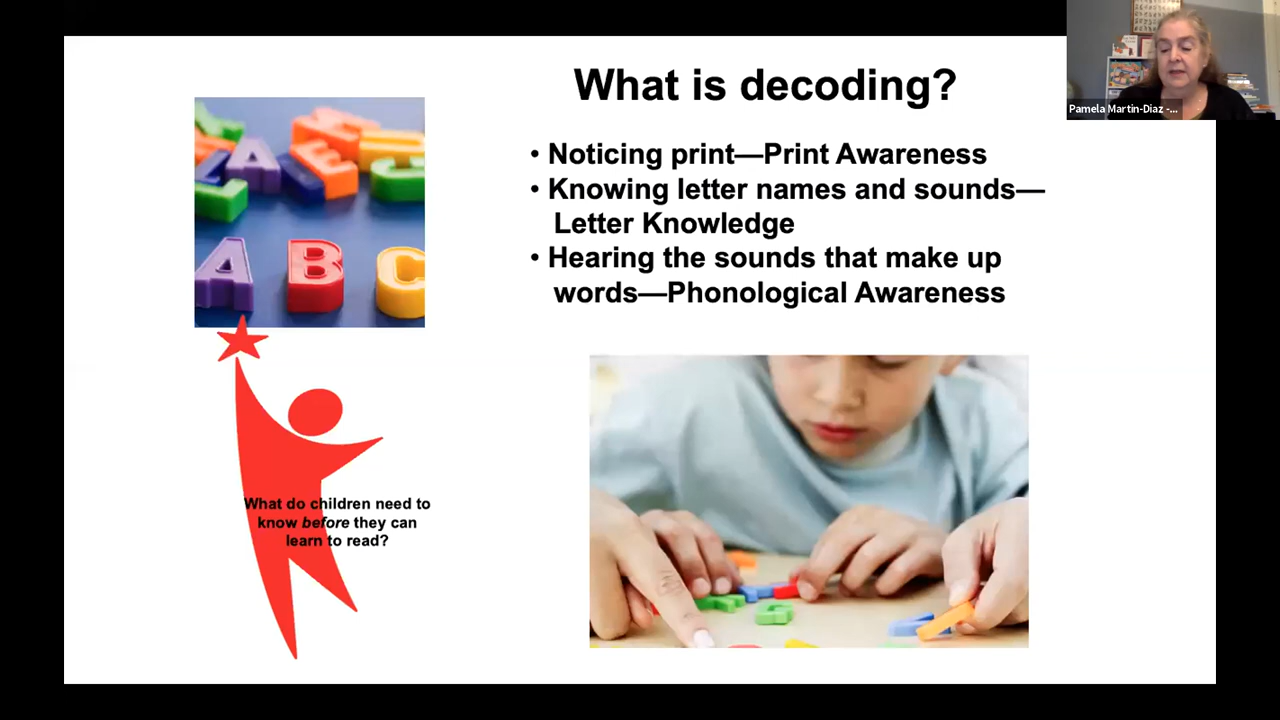 What is decoding?
• Noticing print—Print Awareness
• Knowing letter names and sounds—
Letter Knowledge
• Hearing the sounds that make up
words—Phonological Awareness
A B C
What do children need to
know before they can
learn to read?
Pamela Martin-Diaz -...